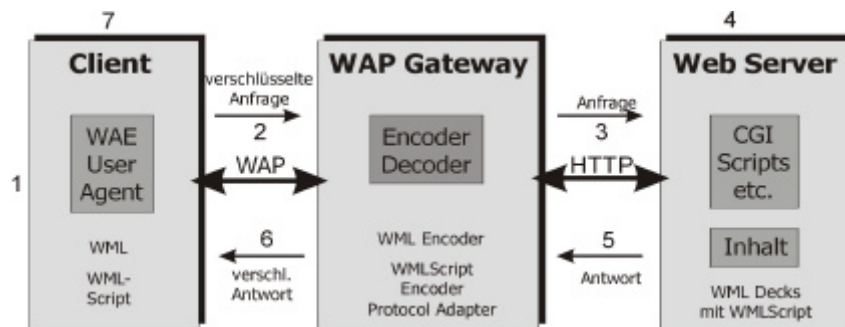 7
4
Client
WAP Gateway
Web Server
verschlüsselte
Anfrage
Anfrage
2
3
WAE
User
Agent
Encoder
Decoder
CGI
Scripts
etc.
1
WAP
HTTP
6
5
WML
WML-
Script
verschl.
Antwort
WML Encoder
WMLScript
Encoder
Protocol Adapter
Antwort
Inhalt
WML Decks
mit WMLScript